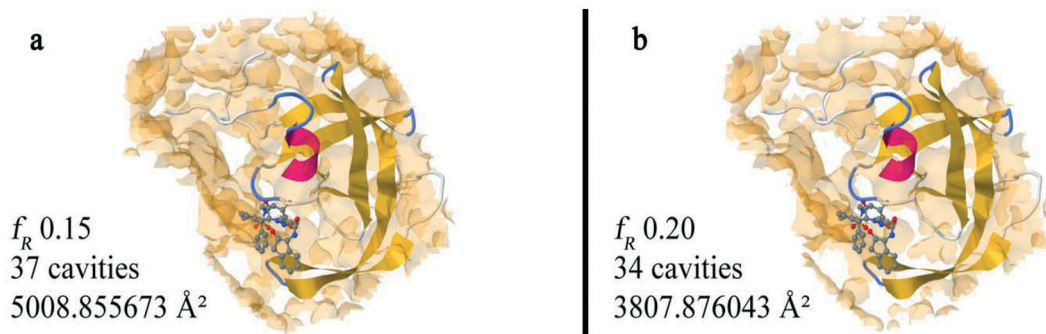 a
f_R 0.15
37 cavities
5008.855673 Å²
b
f_R 0.20
34 cavities
3807.876043 Å²